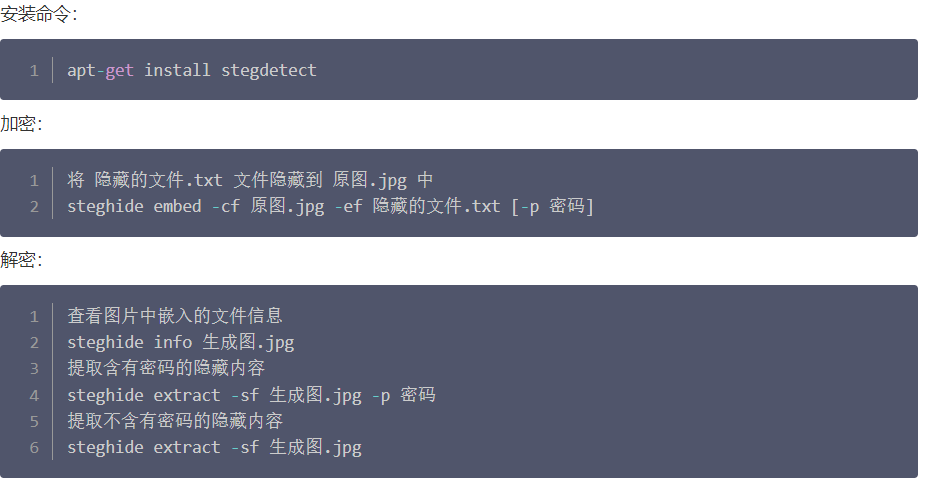 安装命令：
1 apt-get install stegdetect
加密：
1 将 隐藏的文件.txt 文件隐藏到 原图.jpg 中
2 steghide embed -cf 原图.jpg -ef 隐藏的文件.txt [-p 密码]
解密：
1 查看图片中嵌入的文件信息
2 steghide info 生成图.jpg
3 提取含有密码的隐藏内容
4 steghide extract -sf 生成图.jpg -p 密码
5 提取不含有密码的隐藏内容
6 steghide extract -sf 生成图.jpg